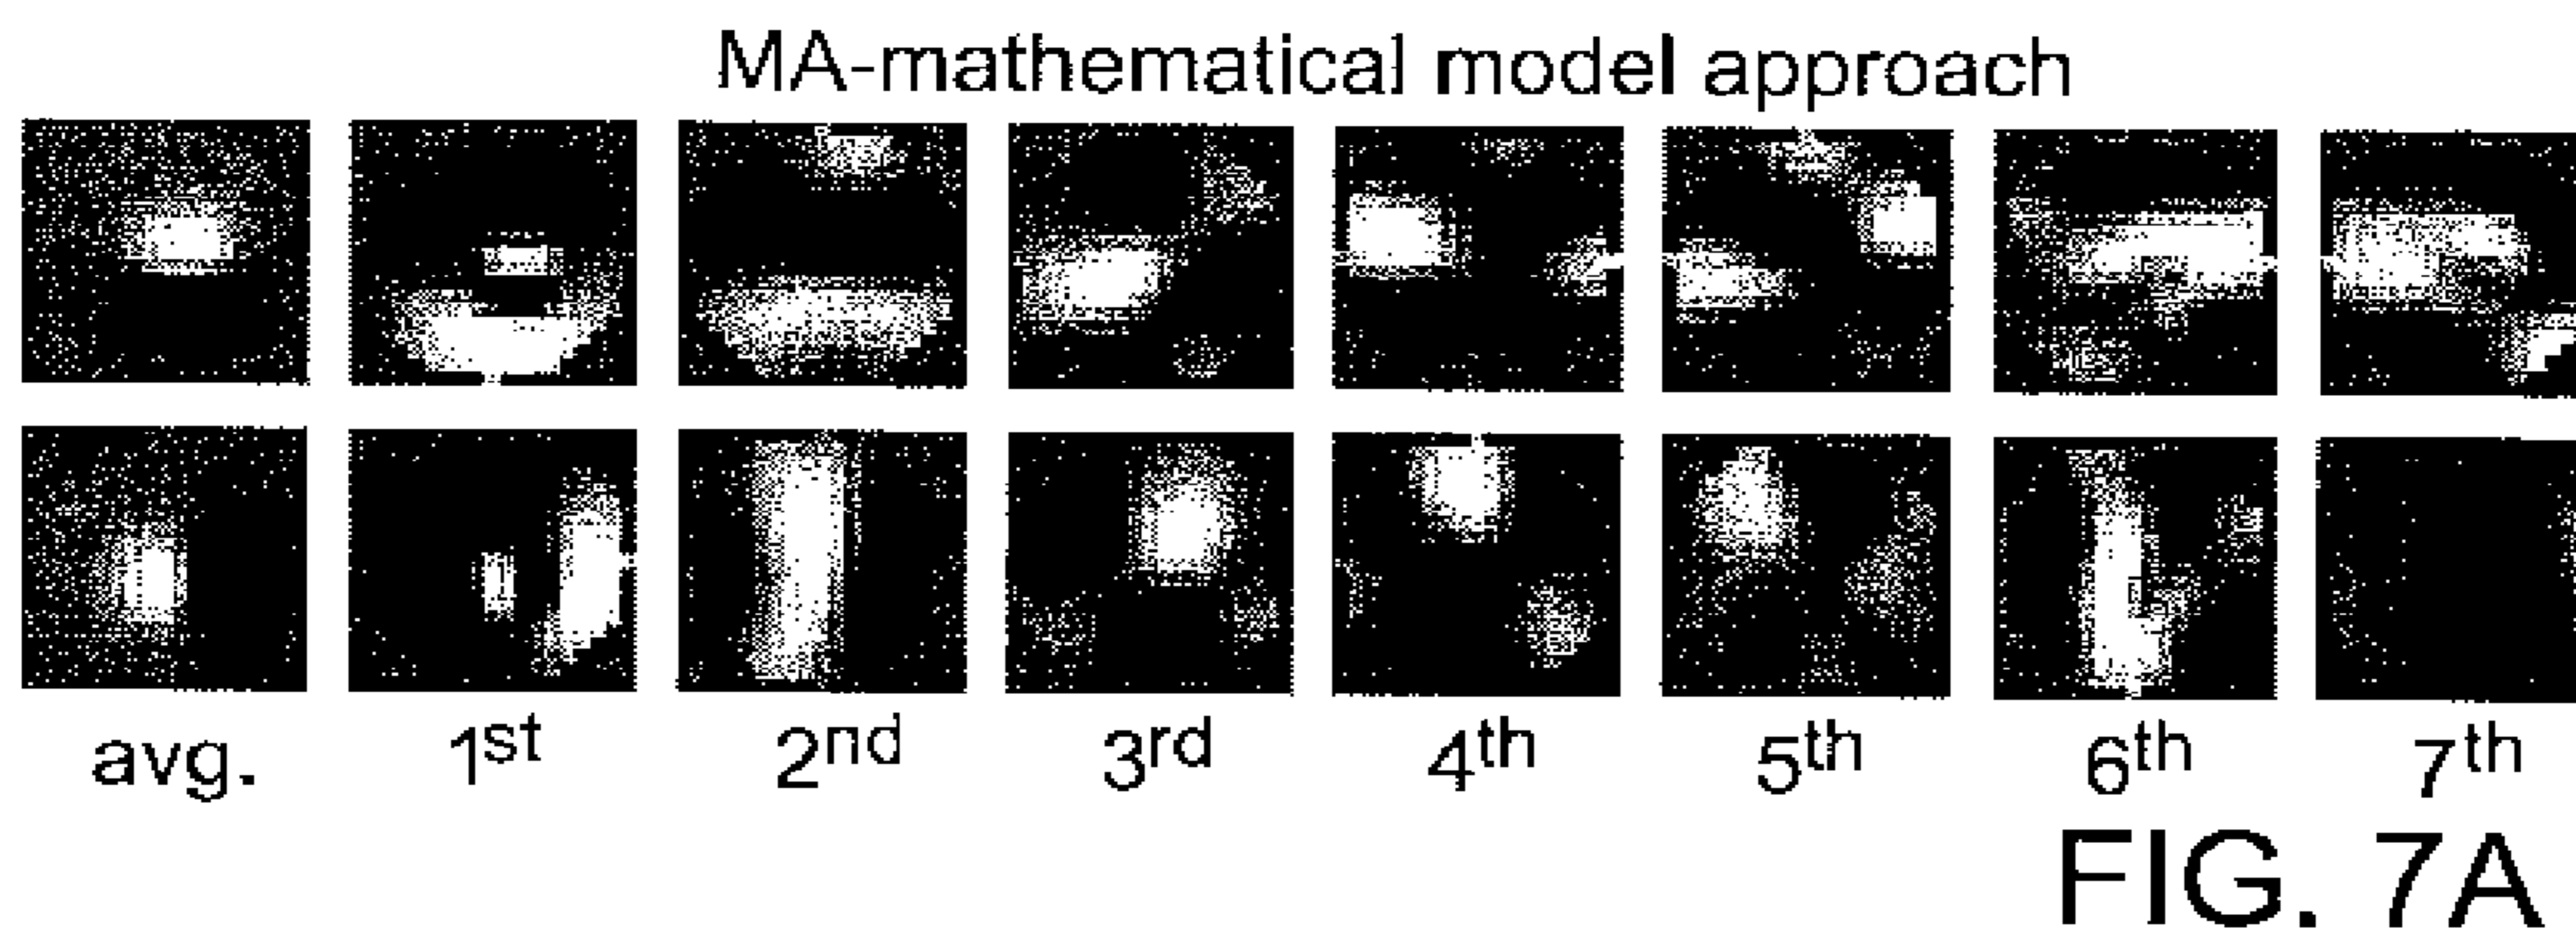 MA-mathematical model approach
avg. 1st 2nd 3rd 4th 5th 6th 7th
FIG. 7A